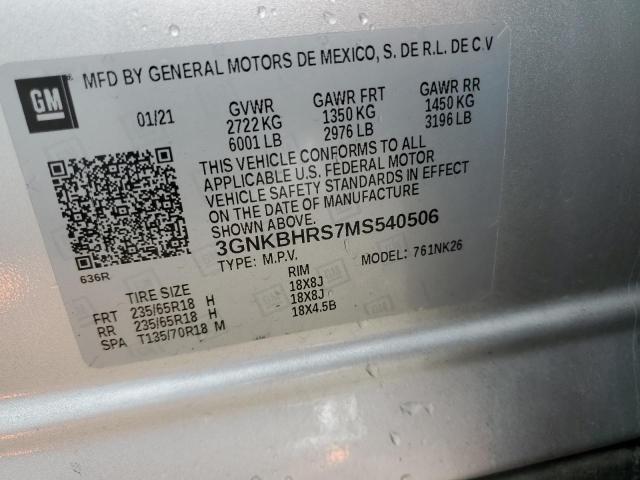 GM
MFD BY GENERAL MOTORS DE MEXICO, S. DE R.L. DE C.V
01/21 GVWR GAWR FRT GAWR RR
2722 KG 1350 KG 1450 KG
6001 LB 2976 LB 3196 LB
THIS VEHICLE CONFORMS TO ALL
APPLICABLE U.S. FEDERAL MOTOR
VEHICLE SAFETY STANDARDS IN EFFECT
ON THE DATE OF MANUFACTURE
SHOWN ABOVE.
3GNKBHRS7MS540506
636R TYPE: M.P.V. MODEL: 761NK26
TIRE SIZE RIM
FRT 235/65R18 H 18X8J
RR 235/65R18 H 18X8J
SPA T135/70R18 M 18X4.5B